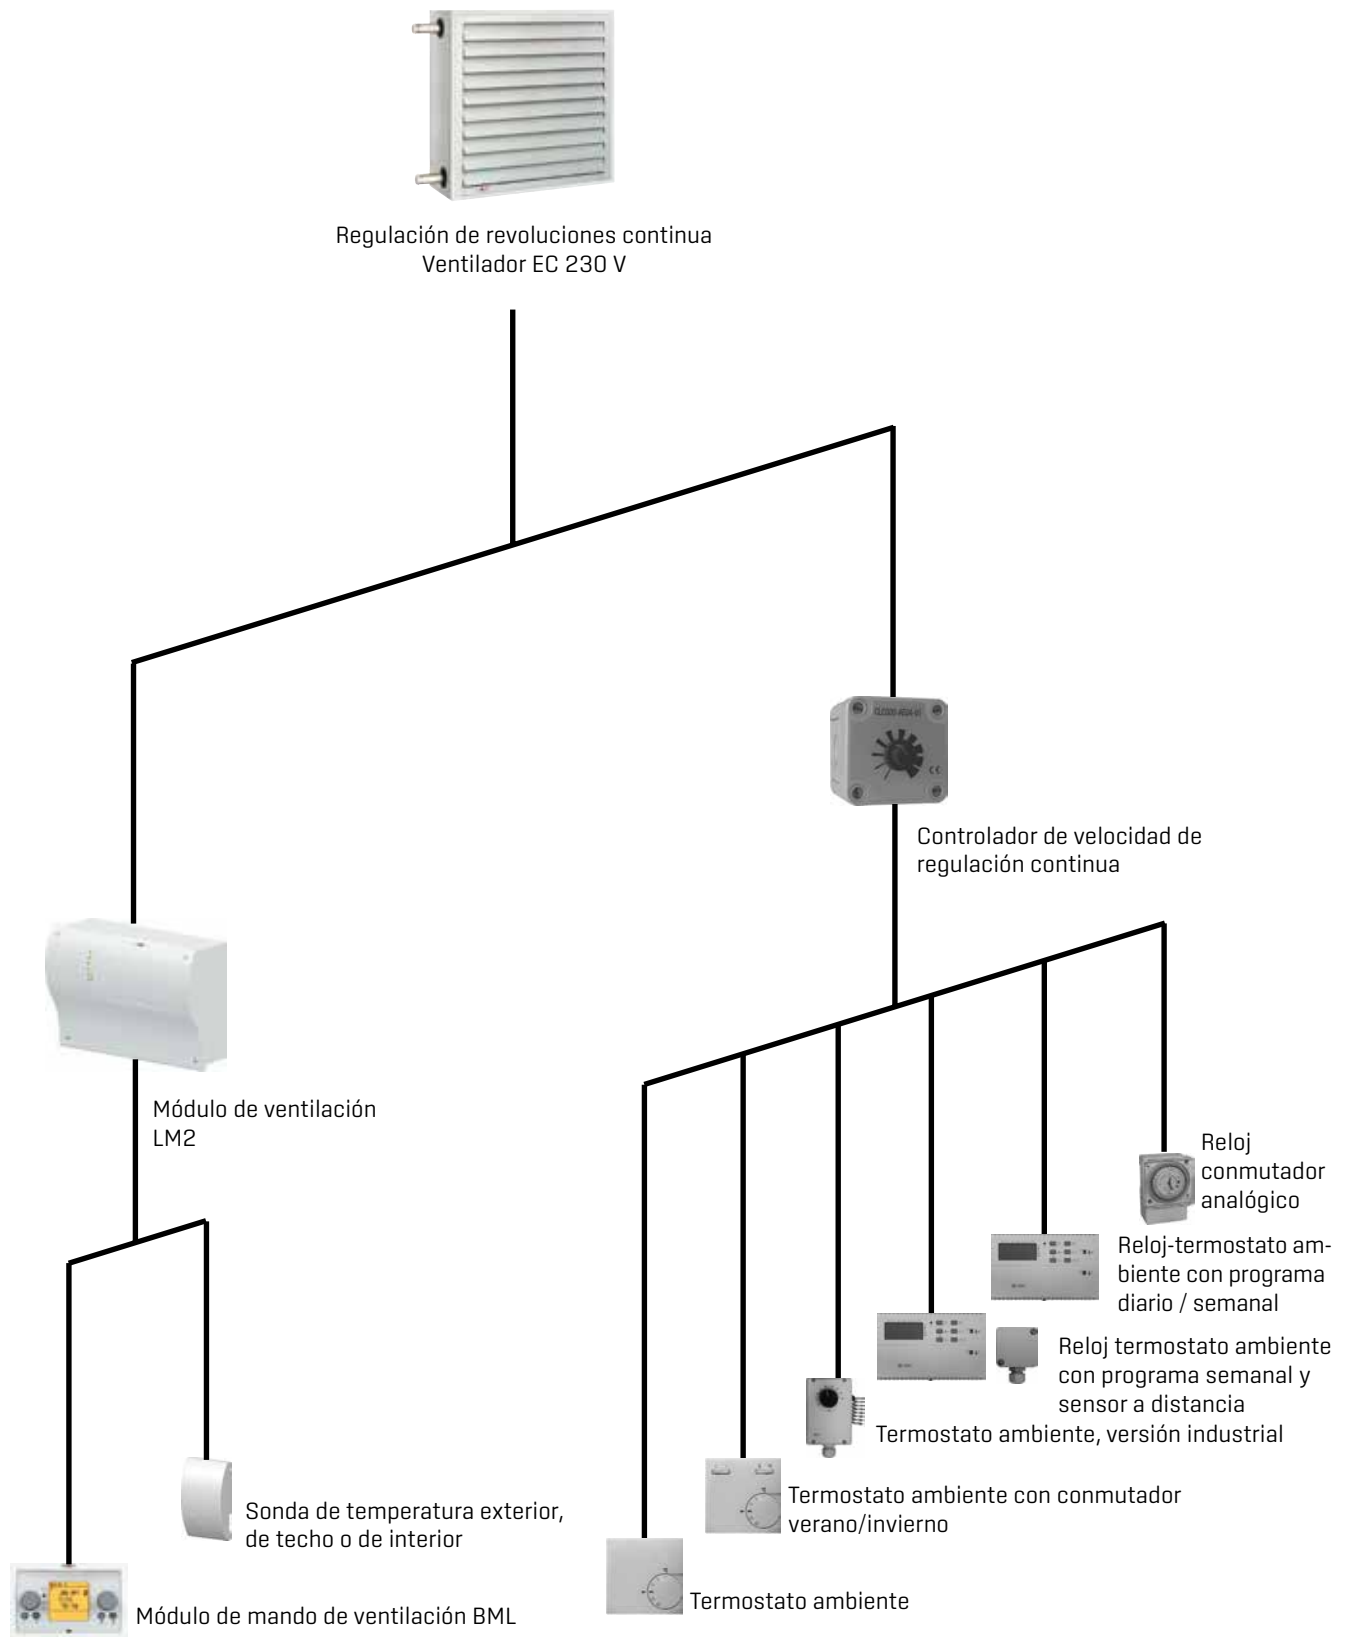 Regulación de revoluciones continua
Ventilador EC 230 V
Controlador de velocidad de
regulación continua
Módulo de ventilación
LM2
Reloj
conmutador
analógico
Reloj-termostato am-
biente con programa
diario / semanal
Reloj termostato ambiente
con programa semanal y
sensor a distancia
Termostato ambiente, versión industrial
Termostato ambiente con conmutador
verano/invierno
Sonda de temperatura exterior,
de techo o de interior
Termostato ambiente
Módulo de mando de ventilación BML